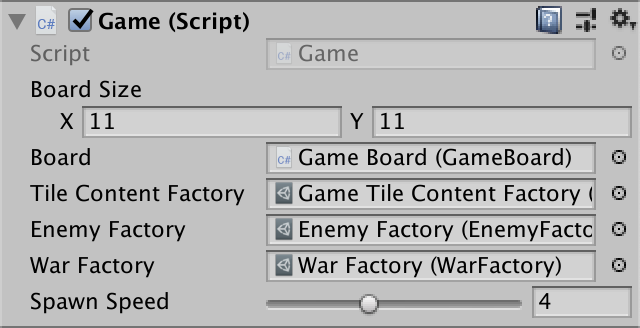 C# Game (Script)
Script C# Game
Board Size
X 11 Y 11
Board C# Game Board (GameBoard)
Tile Content Factory Game Tile Content Factory (
Enemy Factory Enemy Factory (EnemyFacto
War Factory War Factory (WarFactory)
Spawn Speed 4